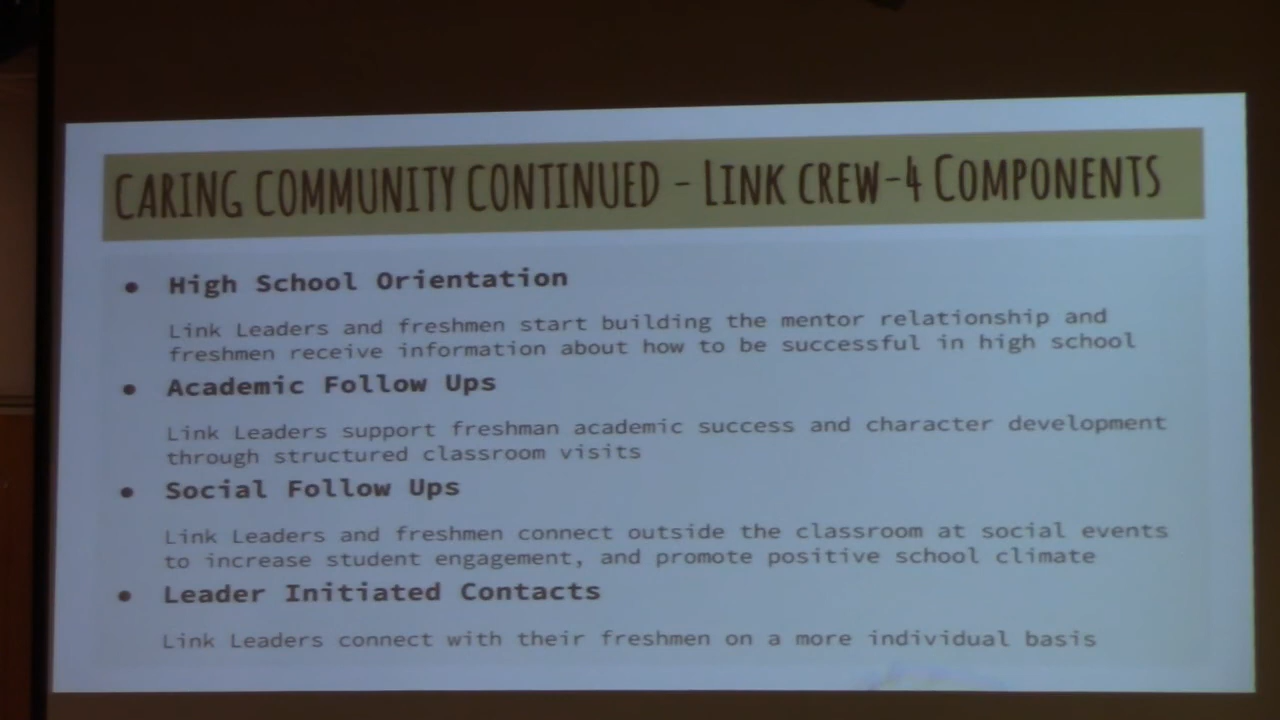 CARING COMMUNITY CONTINUED - LINK CREW-4 COMPONENTS
• High School Orientation
Link Leaders and freshmen start building the mentor relationship and
freshmen receive information about how to be successful in high school
• Academic Follow Ups
Link Leaders support freshman academic success and character development
through structured classroom visits
• Social Follow Ups
Link Leaders and freshmen connect outside the classroom at social events
to increase student engagement, and promote positive school climate
• Leader Initiated Contacts
Link Leaders connect with their freshmen on a more individual basis